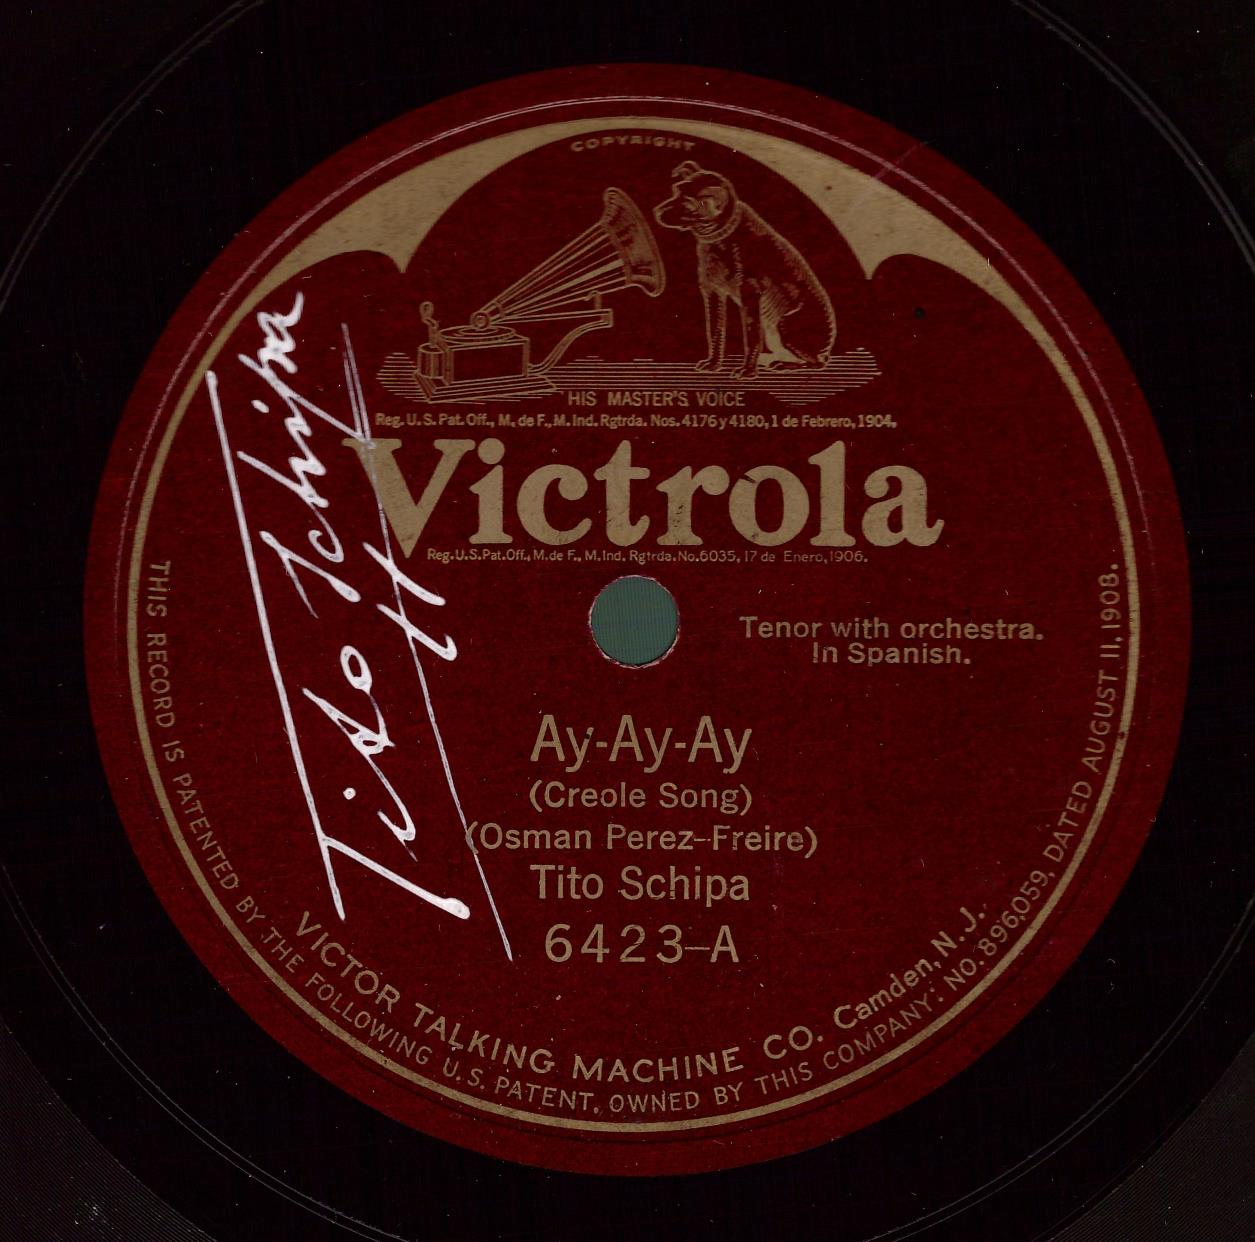 COPYRIGHT
HIS MASTER'S VOICE
Reg. U.S. Pat. Off., M. de F., M. Ind. Rgtrda. Nos. 4176 y 4180, 1 de Febrero, 1904.
Victrola
Reg. U.S. Pat. Off., M. de F., M. Ind. Rgtrda. No. 6035, 17 de Enero, 1906.
Tenor with orchestra.
In Spanish.
Ay-Ay-Ay
(Creole Song)
(Osman Perez-Freire)
Tito Schipa
6423-A
VICTOR TALKING MACHINE CO. Camden, N.J.
THIS RECORD IS PATENTED BY THE FOLLOWING U.S. PATENT, OWNED BY THIS COMPANY: NO. 896,059, DATED AUGUST 11, 1908.
Tito Schipa